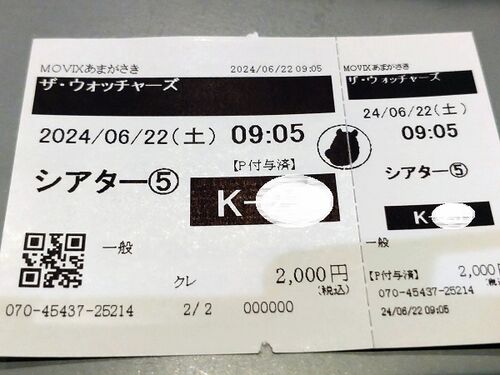 MOVIXあまがさき 2024/06/22 09:05
ザ・ウォッチャーズ
2024/06/22(土) 09:05
【P付与済】
シアター⑤
K-
一般
クレ 2,000円
(税込)
070-45437-25214 2/2 000000
MOVIXあまがさき
ザ・ウォッチャーズ
24/06/22(土)
09:05
シアター⑤
K-
一般
【P付与済】 2,000円
(税込)
070-45437-25214
24/06/22 09:05